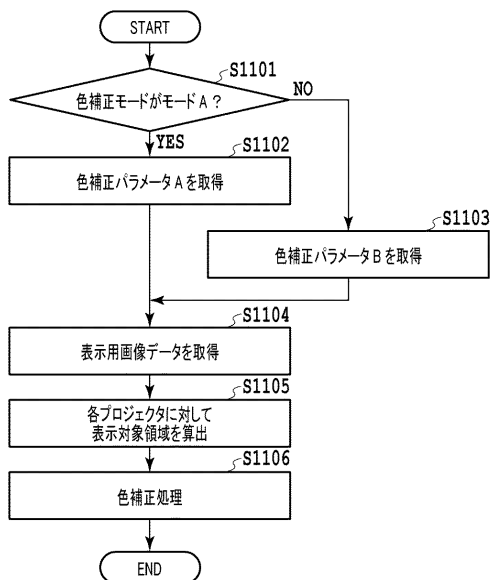 START
S1101
色補正モードがモードA?
NO
YES
S1102
色補正パラメータAを取得
S1103
色補正パラメータBを取得
S1104
表示用画像データを取得
S1105
各プロジェクタに対して
表示対象領域を算出
S1106
色補正処理
END